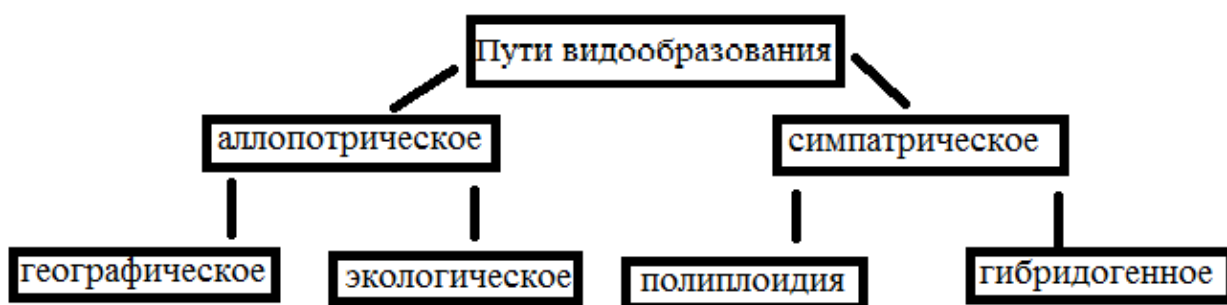 Пути видообразования
аллопотрическое
симпатрическое
географическое
экологическое
полиплоидия
гибридогенное